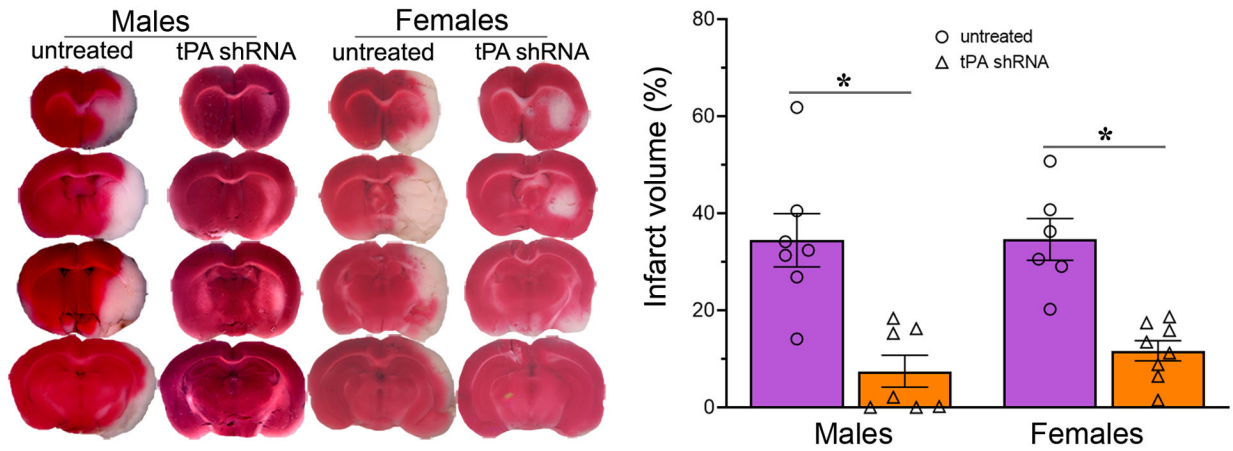 Males
Females
untreated
tPA shRNA
untreated
tPA shRNA
Infarct volume (%)
80
60
40
20
0
untreated
tPA shRNA
*
*
Males
Females